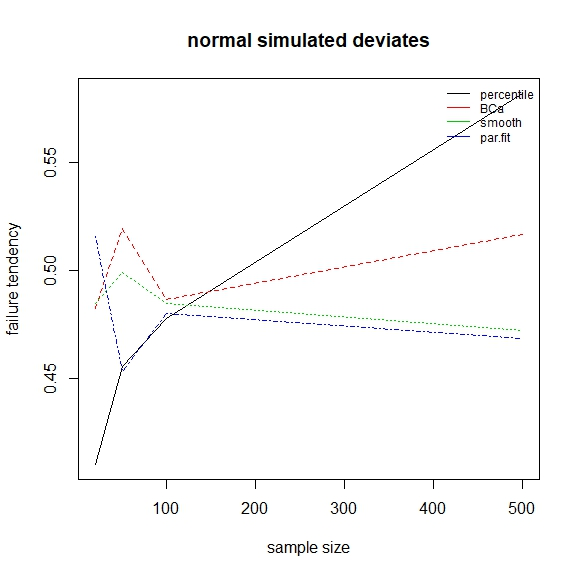 normal simulated deviates
percentile
BCa
smooth
par.fit
0.55
0.50
0.45
failure tendency
100 200 300 400 500
sample size